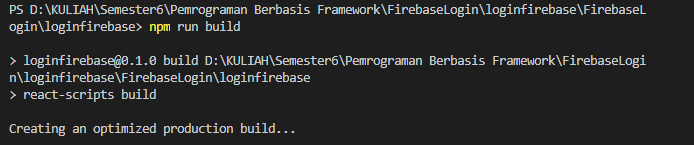 PS D:\KULIAH\Semester6\Pemrograman Berbasis Framework\FirebaseLogin\loginfirebase\FirebaseL
ogin\loginfirebase> npm run build
> loginfirebase@0.1.0 build D:\KULIAH\Semester6\Pemrograman Berbasis Framework\FirebaseLogi
n\loginfirebase\FirebaseLogin\loginfirebase
> react-scripts build
Creating an optimized production build...